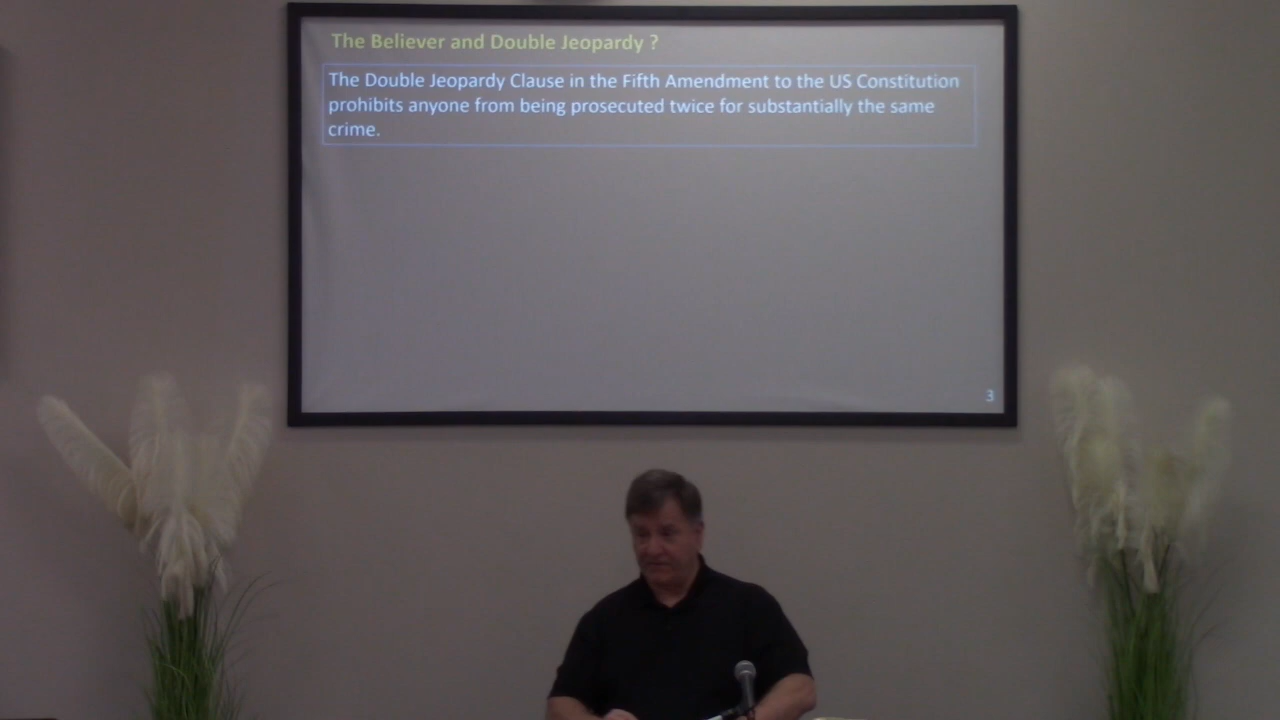 The Believer and Double Jeopardy ?
The Double Jeopardy Clause in the Fifth Amendment to the US Constitution
prohibits anyone from being prosecuted twice for substantially the same
crime.
3